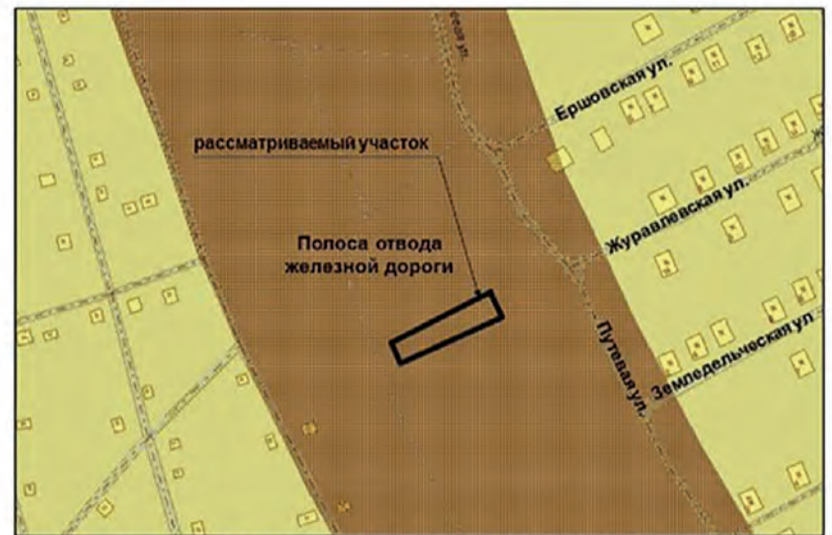 Ершовская ул.
рассматриваемый участок
Журавлевская ул.
Полоса отвода
железной дороги
Путевая ул.
Земледельческая ул